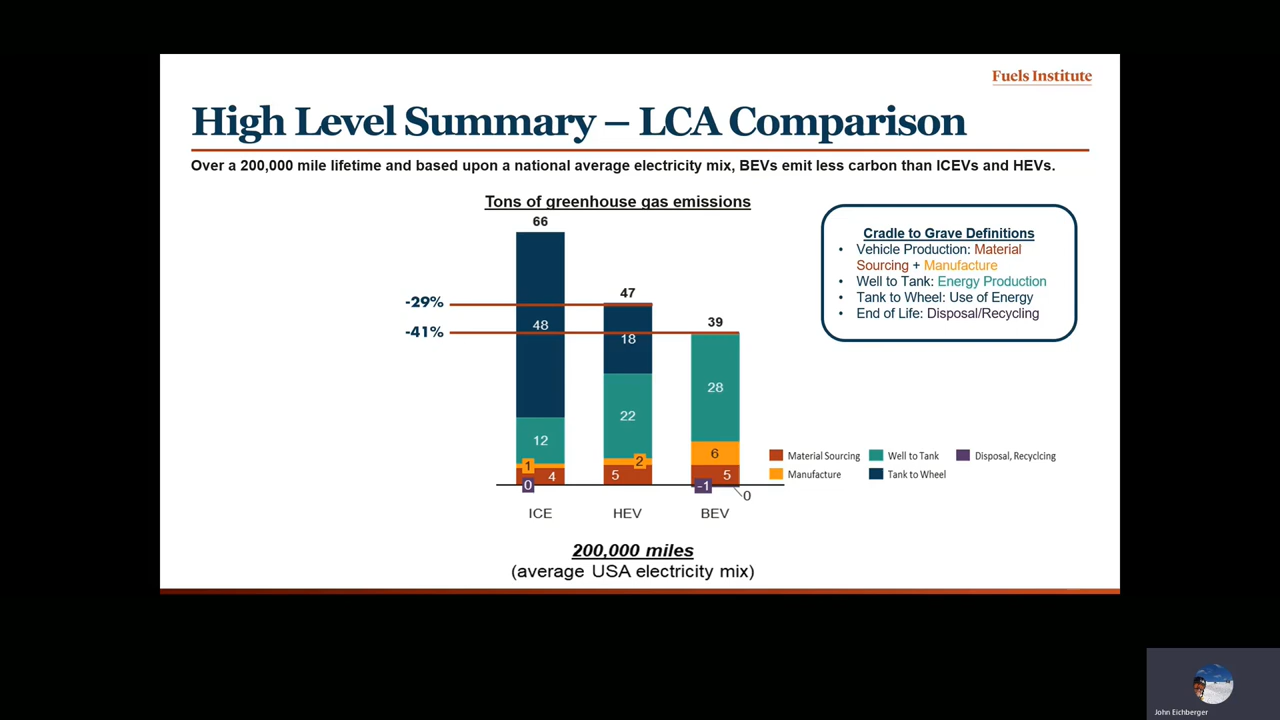 Fuels Institute
High Level Summary – LCA Comparison
Over a 200,000 mile lifetime and based upon a national average electricity mix, BEVs emit less carbon than ICEVs and HEVs.
Tons of greenhouse gas emissions
66
47
39
-29%
-41%
48
18
12
22
28
1
2
6
4
5
5
0
-1
0
ICE
HEV
BEV
200,000 miles
(average USA electricity mix)
Cradle to Grave Definitions
• Vehicle Production: Material
Sourcing + Manufacture
• Well to Tank: Energy Production
• Tank to Wheel: Use of Energy
• End of Life: Disposal/Recycling
Material Sourcing
Well to Tank
Disposal, Recyclcing
Manufacture
Tank to Wheel
John Eichberger